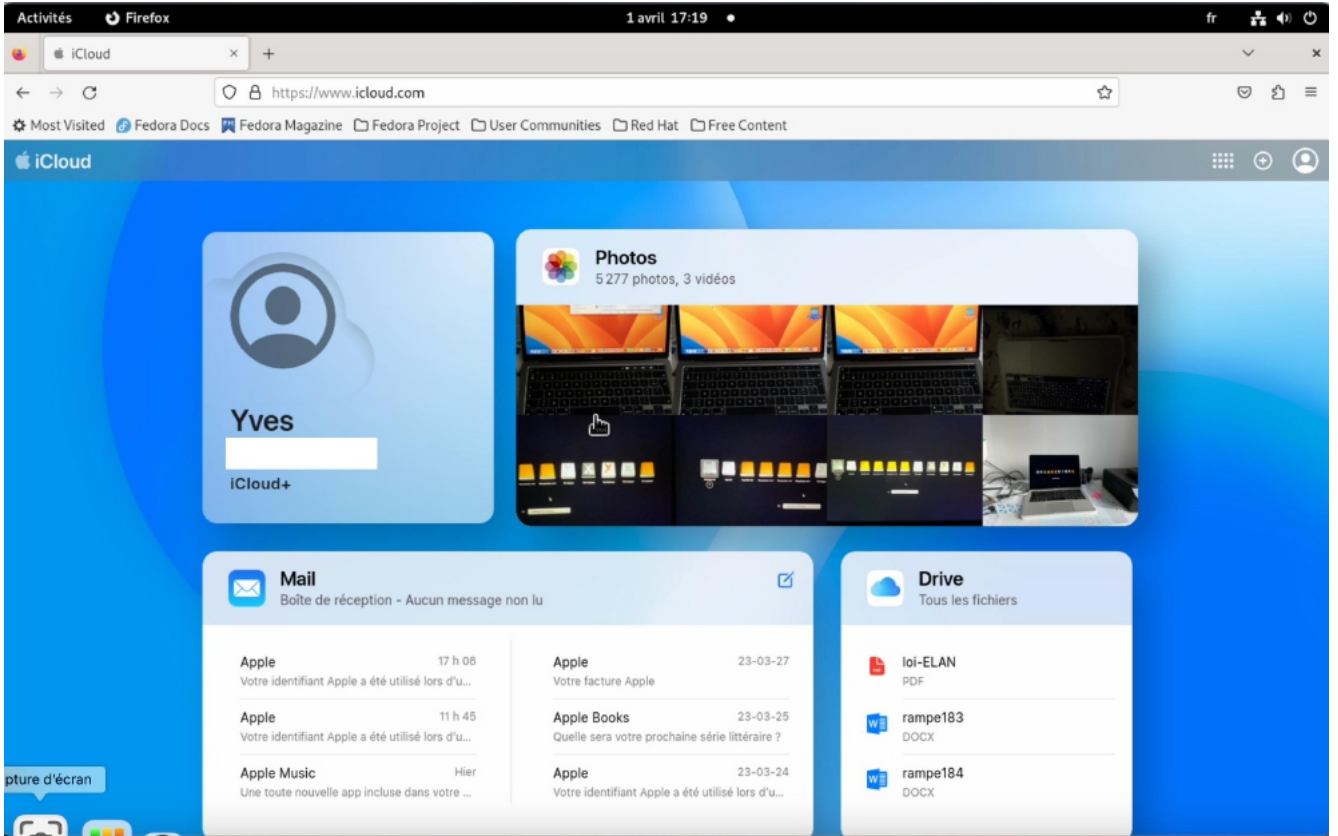 Activités Firefox 1 avril 17:19 fr
iCloud
https://www.icloud.com
Most Visited Fedora Docs Fedora Magazine Fedora Project User Communities Red Hat Free Content
iCloud
Yves
iCloud+
Photos
5 277 photos, 3 vidéos
Mail
Boîte de réception - Aucun message non lu
Apple 17 h 08
Votre identifiant Apple a été utilisé lors d'u...
Apple 11 h 45
Votre identifiant Apple a été utilisé lors d'u...
Apple Music Hier
Une toute nouvelle app incluse dans votre ...
Apple 23-03-27
Votre facture Apple
Apple Books 23-03-25
Quelle sera votre prochaine série littéraire ?
Apple 23-03-24
Votre identifiant Apple a été utilisé lors d'u...
Drive
Tous les fichiers
loi-ELAN
PDF
rampe183
DOCX
rampe184
DOCX
pture d'écran